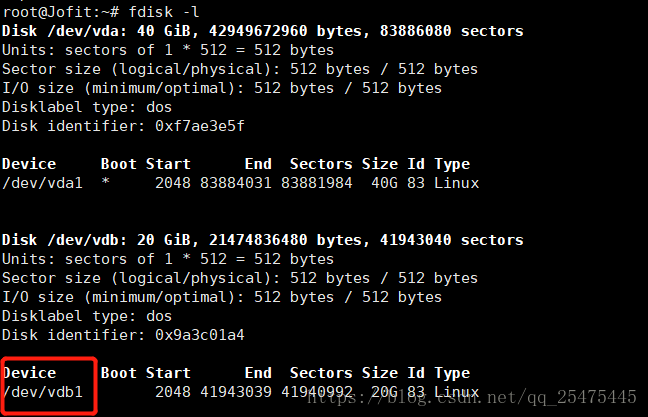 root@Jofit:~# fdisk -l
Disk /dev/vda: 40 GiB, 42949672960 bytes, 83886080 sectors
Units: sectors of 1 * 512 = 512 bytes
Sector size (logical/physical): 512 bytes / 512 bytes
I/O size (minimum/optimal): 512 bytes / 512 bytes
Disklabel type: dos
Disk identifier: 0xf7ae3e5f
Device Boot Start End Sectors Size Id Type
/dev/vda1 * 2048 83884031 83881984 40G 83 Linux
Disk /dev/vdb: 20 GiB, 21474836480 bytes, 41943040 sectors
Units: sectors of 1 * 512 = 512 bytes
Sector size (logical/physical): 512 bytes / 512 bytes
I/O size (minimum/optimal): 512 bytes / 512 bytes
Disklabel type: dos
Disk identifier: 0x9a3c01a4
Device Boot Start End Sectors Size Id Type
/dev/vdb1 2048 41943039 41940992 20G 83 Linux
https://blog.csdn.net/qq_25475445